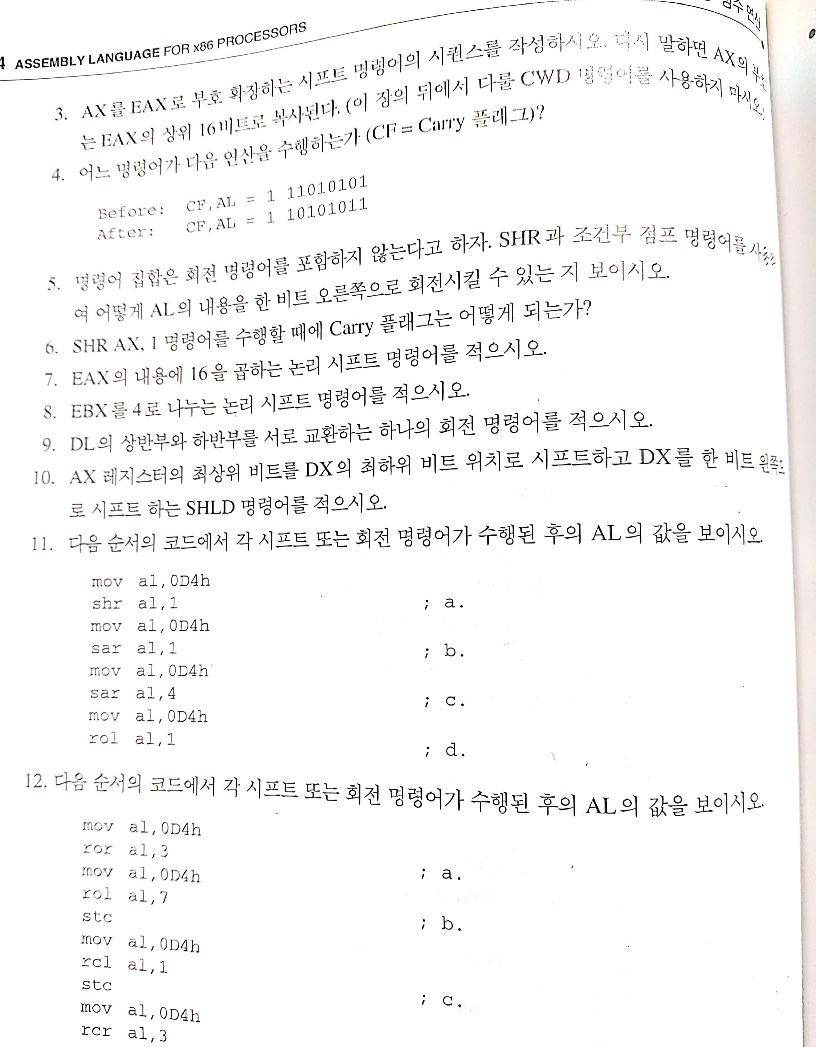 4 ASSEMBLY LANGUAGE FOR x86 PROCESSORS
3. AX를 EAX로 부호 확장하는 시프트 명령어의 시퀀스를 작성하시오. 다시 말하면 AX의
는 EAX의 상위 16비트로 복사된다. (이 장의 뒤에서 다룰 CWD 명령어를 사용하지 마시오.)
4. 어느 명령어가 다음 연산을 수행하는가 (CF = Carry 플래그)?
Before: CF,AL = 1 11010101
After: CF,AL = 1 10101011
5. 명령어 집합은 회전 명령어를 포함하지 않는다고 하자. SHR과 조건부 점프 명령어를
여 어떻게 AL의 내용을 한 비트 오른쪽으로 회전시킬 수 있는 지 보이시오.
6. SHR AX, 1 명령어를 수행할 때에 Carry 플래그는 어떻게 되는가?
7. EAX의 내용에 16을 곱하는 논리 시프트 명령어를 적으시오.
8. EBX를 4로 나누는 논리 시프트 명령어를 적으시오.
9. DL의 상반부와 하반부를 서로 교환하는 하나의 회전 명령어를 적으시오.
10. AX 레지스터의 최상위 비트를 DX의 최하위 비트 위치로 시프트하고 DX를 한 비트 왼쪽으
로 시프트 하는 SHLD 명령어를 적으시오.
11. 다음 순서의 코드에서 각 시프트 또는 회전 명령어가 수행된 후의 AL의 값을 보이시오
mov al,0D4h
shr al,1 ; a.
mov al,0D4h
sar al,1 ; b.
mov al,0D4h
sar al,4 ; c.
mov al,0D4h
rol al,1 ; d.
12. 다음 순서의 코드에서 각 시프트 또는 회전 명령어가 수행된 후의 AL의 값을 보이시오.
mov al,0D4h
ror al,3 ; a.
mov al,0D4h
rol al,7 ; b.
stc
mov al,0D4h
rcl al,1 ; c.
stc
mov al,0D4h
rcr al,3